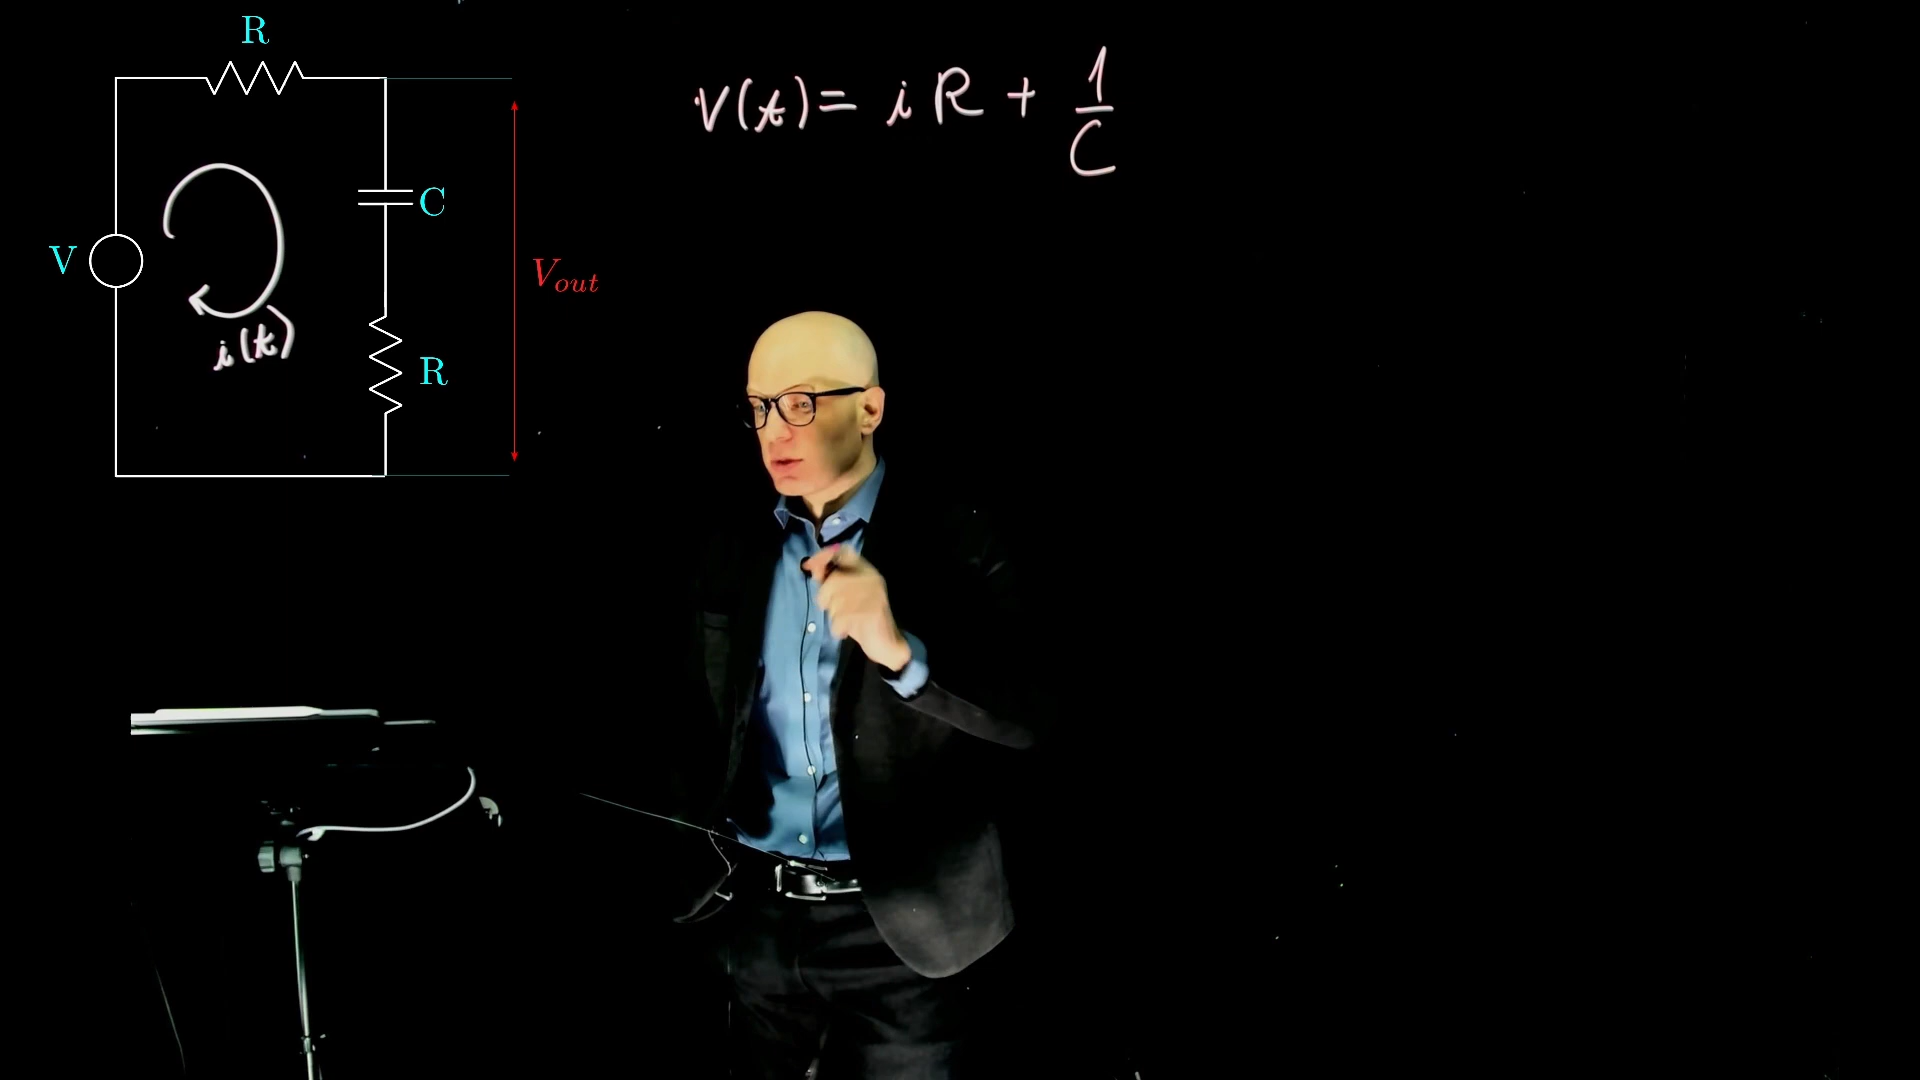 R
V(t) = i R + 1/C
C
V
V_out
i(t)
R